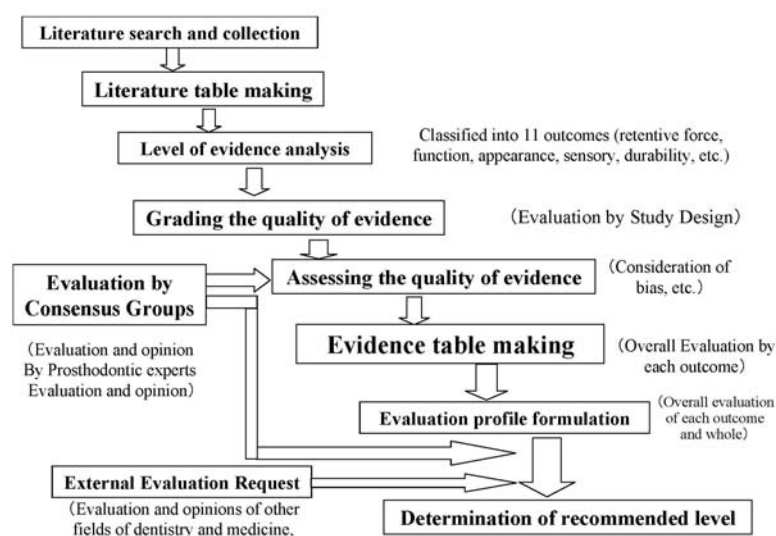 Literature search and collection
Literature table making
Level of evidence analysis
Classified into 11 outcomes (retentive force,
function, appearance, sensory, durability, etc.)
Grading the quality of evidence
(Evaluation by Study Design)
Evaluation by
Consensus Groups
(Evaluation and opinion
By Prosthodontic experts
Evaluation and opinion)
Assessing the quality of evidence
(Consideration of
bias, etc.)
Evidence table making
(Overall Evaluation by
each outcome)
Evaluation profile formulation
(Overall evaluation
of each outcome
and whole)
External Evaluation Request
(Evaluation and opinions of other
fields of dentistry and medicine,
Determination of recommended level